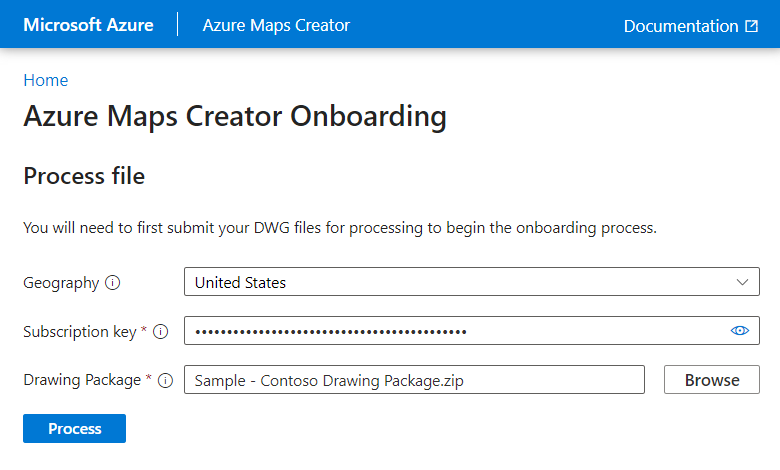 Microsoft Azure Azure Maps Creator Documentation
Home
Azure Maps Creator Onboarding
Process file
You will need to first submit your DWG files for processing to begin the onboarding process.
Geography United States
Subscription key * •••••••••••••••••••••••••••••••••••••••••••
Drawing Package * Sample - Contoso Drawing Package.zip Browse
Process